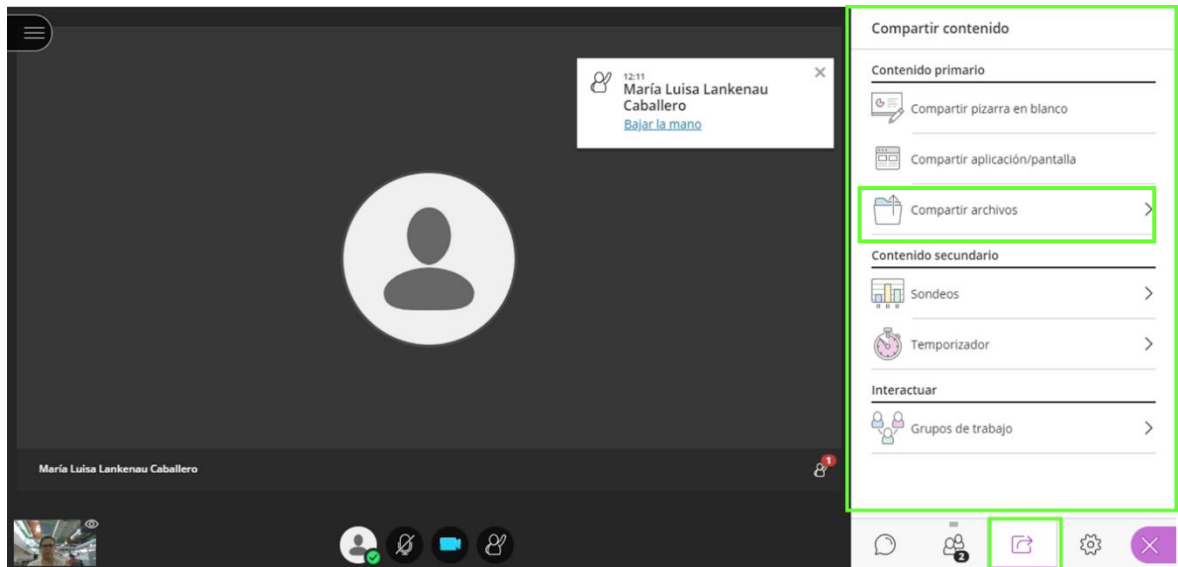 12:11
María Luisa Lankenau
Caballero
Bajar la mano
María Luisa Lankenau Caballero
1
Compartir contenido
Contenido primario
Compartir pizarra en blanco
Compartir aplicación/pantalla
Compartir archivos
Contenido secundario
Sondeos
Temporizador
Interactuar
Grupos de trabajo
2